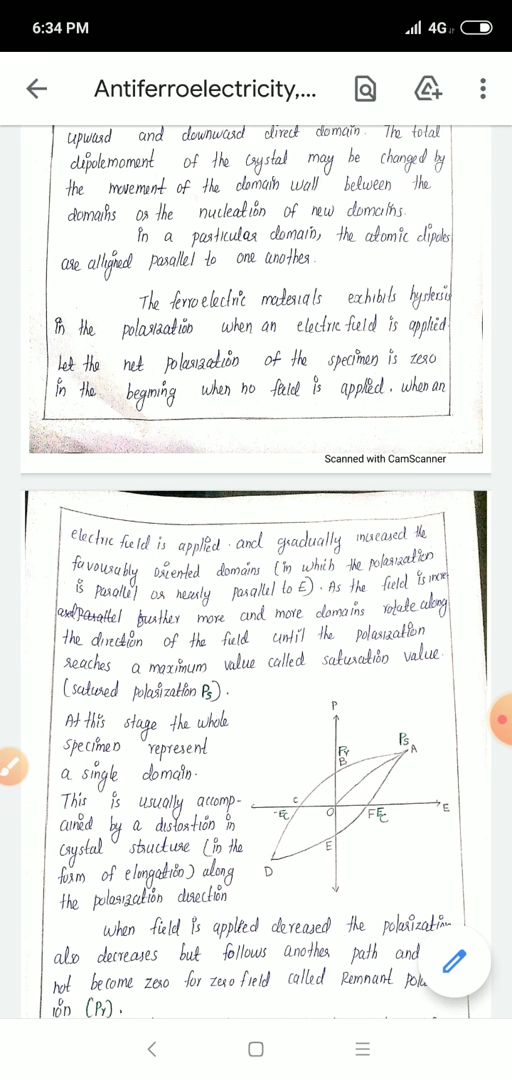 6:34 PM
4G
Antiferroelectricity,...
upward and downward direct domain. The total
dipolemoment of the Crystal may be changed by
the movement of the domain wall between the
domains or the nucleation of new domains.
in a particular domain, the atomic dipoles
are alligned parallel to one another.
The ferroelectric materials exhibits
in the polarization when an electric field is applied.
Let the net polarization of the specimen is zero
in the begining when no field is applied. when an
Scanned with CamScanner
electric field is applied and gradually increased the
favourably oriented domains (in which the polarization
is parallel or nearly parallel to E). As the field is incre
ased parallel further more and more domains rotate along
the direction of the field until the polarization
reaches a maximum value called saturation value.
(satured polarization Ps).
At this stage the whole
specimen represent
a single domain.
This is usually accomp-
anied by a distortion in
crystal structure (in the
form of elongation) along
the polarization direction
P
Pr
B
Ps
A
C
-Ec
O
F Ec
E
E
D
When field is applied decreased the
also decreases but follows another path and
not become zero for zero field called Remnant
ion (Pr).